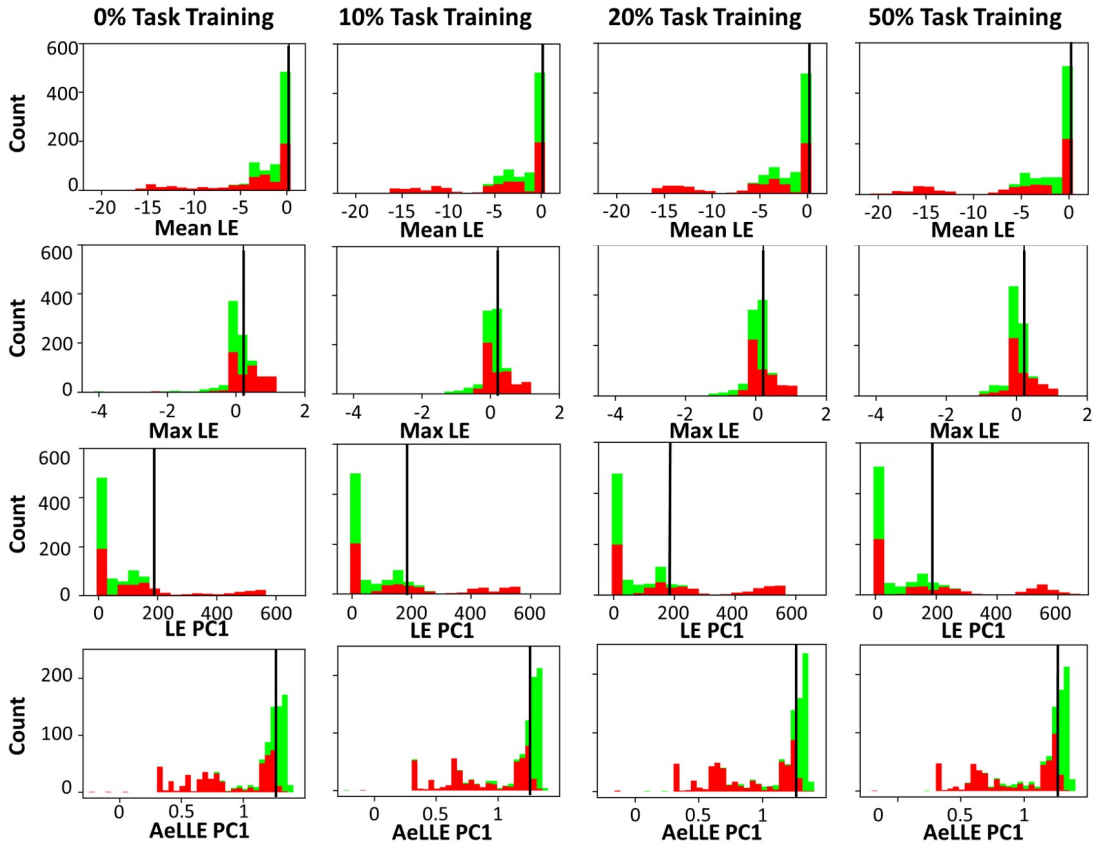 0% Task Training 10% Task Training 20% Task Training 50% Task Training
600
400
200
0
Count
-20 -15 -10 -5 0 -20 -15 -10 -5 0 20 -15 -10 -5 0 -20 -15 -10 -5 0
Mean LE Mean LE Mean LE Mean LE
600
400
200
0
Count
-4 -2 0 2 -4 -2 0 2 -4 -2 0 2 -4 -2 0 2
Max LE Max LE Max LE Max LE
600
400
200
0
Count
0 200 400 600 0 200 400 600 0 200 400 600 0 200 400 600
LE PC1 LE PC1 LE PC1 LE PC1
200
100
0
Count
0 0.5 1 0 0.5 1 0 0.5 1 0 0.5 1
AeLLE PC1 AeLLE PC1 AeLLE PC1 AeLLE PC1